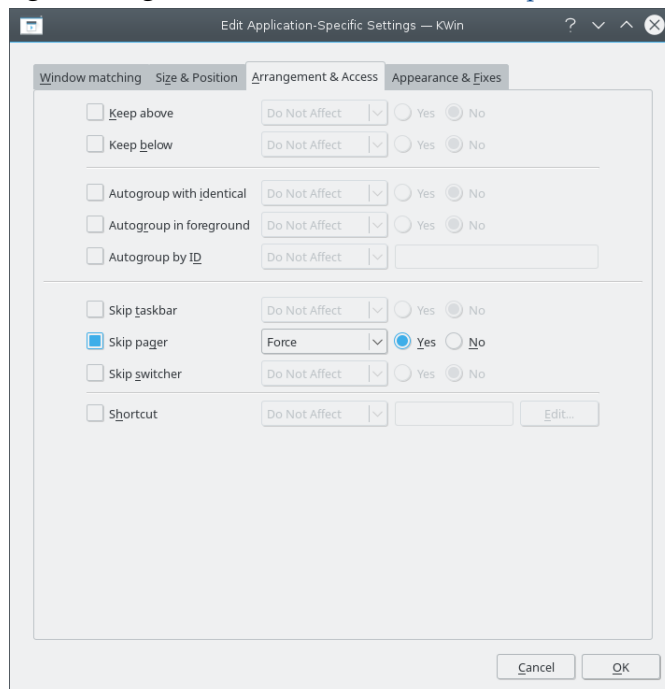 Edit Application-Specific Settings — KWin
Window matching Size & Position Arrangement & Access Appearance & Fixes
Keep above Do Not Affect Yes No
Keep below Do Not Affect Yes No
Autogroup with identical Do Not Affect Yes No
Autogroup in foreground Do Not Affect Yes No
Autogroup by ID Do Not Affect
Skip taskbar Do Not Affect Yes No
Skip pager Force Yes No
Skip switcher Do Not Affect Yes No
Shortcut Do Not Affect Edit...
Cancel OK